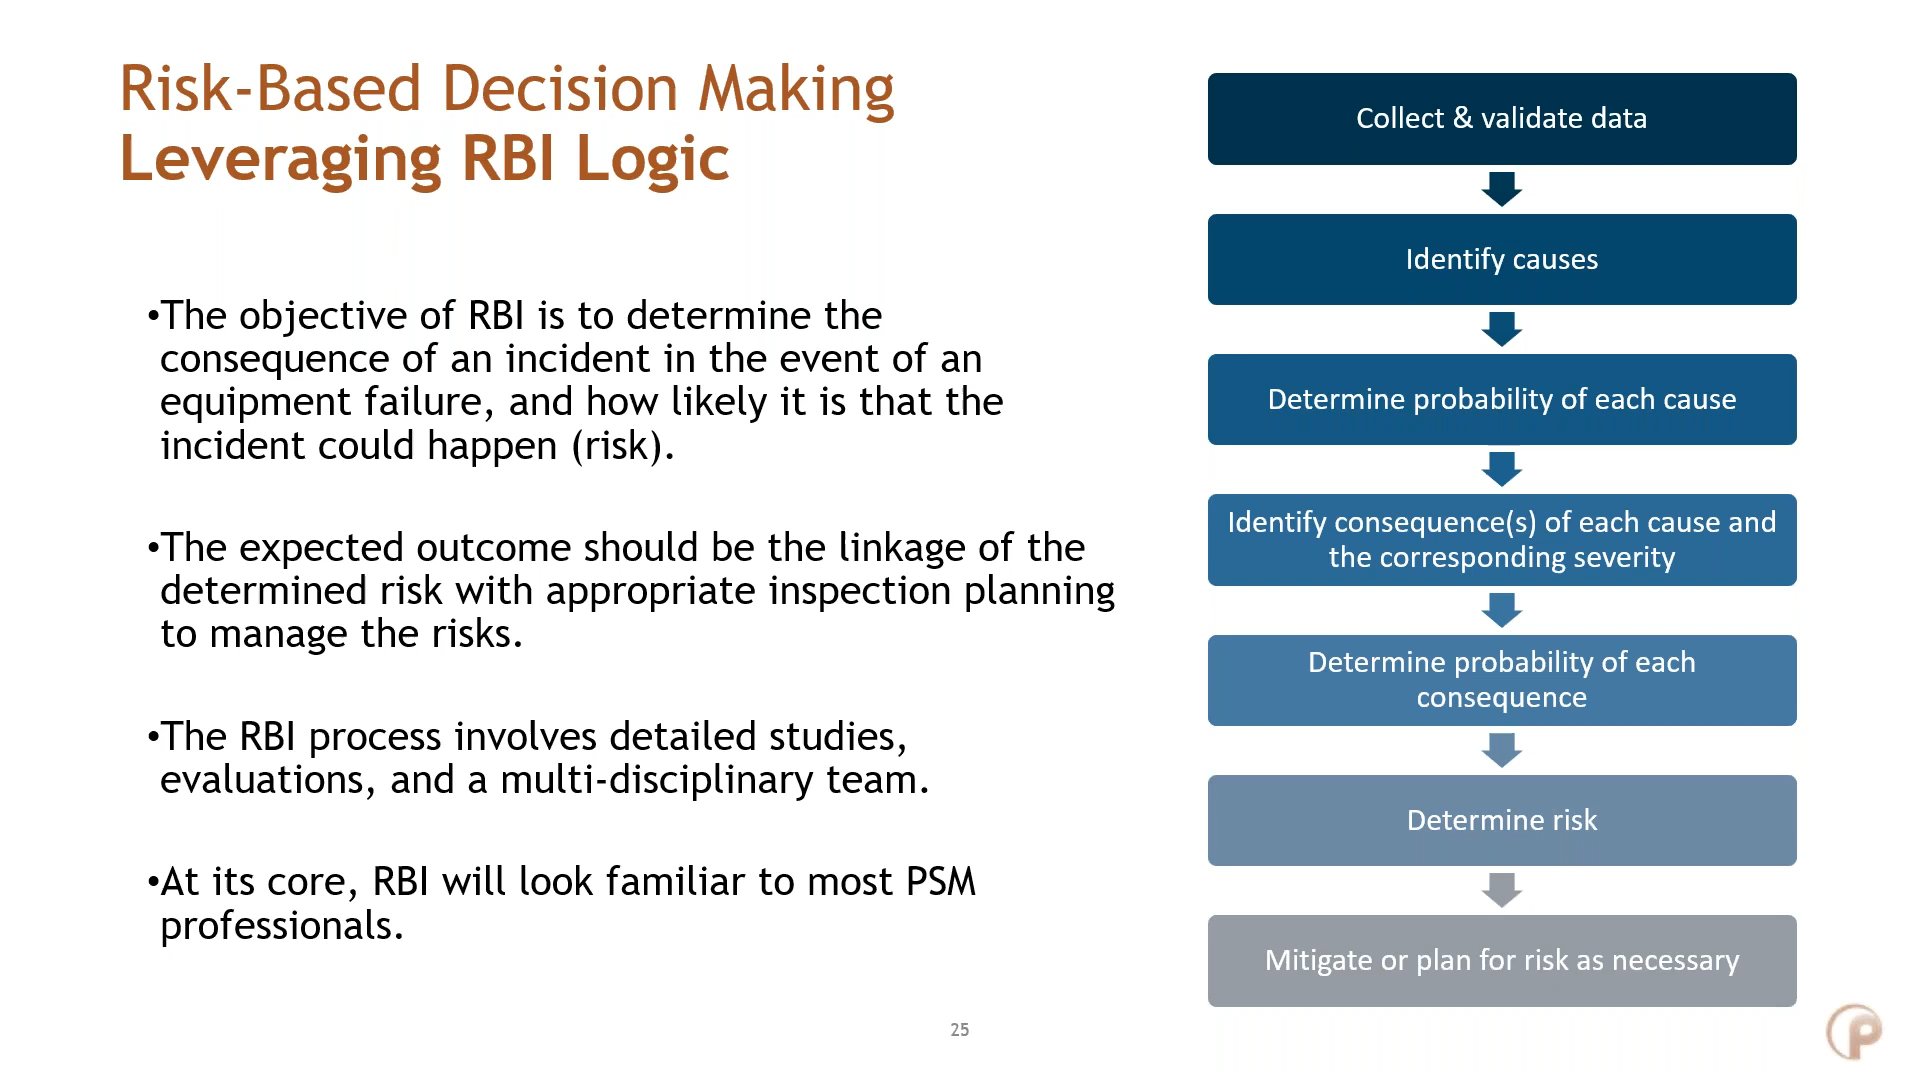 Risk-Based Decision Making
Leveraging RBI Logic
•The objective of RBI is to determine the
consequence of an incident in the event of an
equipment failure, and how likely it is that the
incident could happen (risk).
•The expected outcome should be the linkage of the
determined risk with appropriate inspection planning
to manage the risks.
•The RBI process involves detailed studies,
evaluations, and a multi-disciplinary team.
•At its core, RBI will look familiar to most PSM
professionals.
Collect & validate data
Identify causes
Determine probability of each cause
Identify consequence(s) of each cause and
the corresponding severity
Determine probability of each
consequence
Determine risk
Mitigate or plan for risk as necessary
25
P